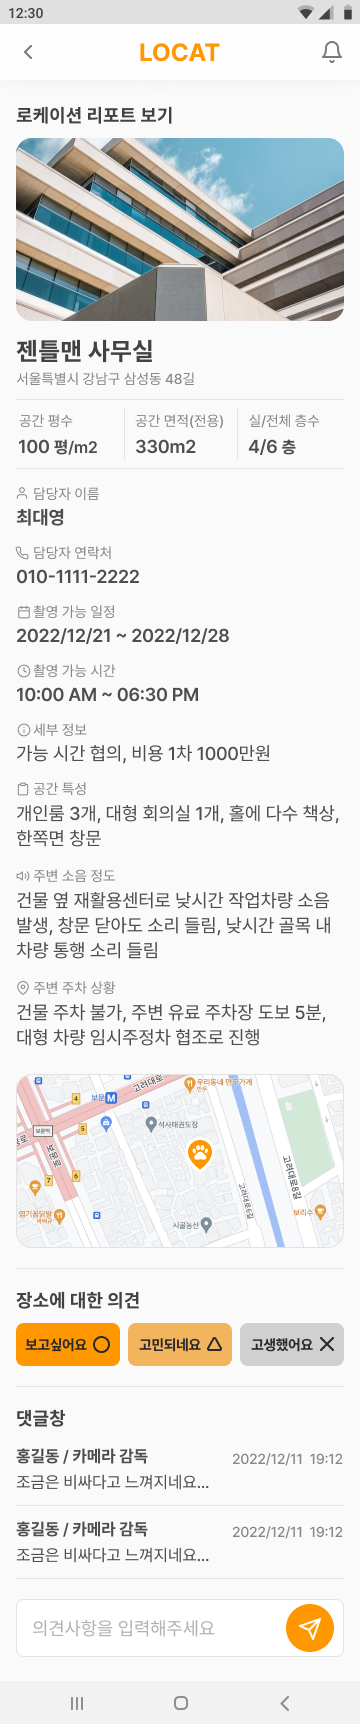 12:30
LOCAT
로케이션 리포트 보기
젠틀맨 사무실
서울특별시 강남구 삼성동 48길
공간 평수
공간 면적(전용)
실/전체 층수
100 평/m2
330m2
4/6 층
담당자 이름
최대영
담당자 연락처
010-1111-2222
촬영 가능 일정
2022/12/21 ~ 2022/12/28
촬영 가능 시간
10:00 AM ~ 06:30 PM
세부 정보
가능 시간 협의, 비용 1차 1000만원
공간 특성
개인룸 3개, 대형 회의실 1개, 홀에 다수 책상,
한쪽면 창문
주변 소음 정도
건물 옆 재활용센터로 낮시간 작업차량 소음
발생, 창문 닫아도 소리 들림, 낮시간 골목 내
차량 통행 소리 들림
주변 주차 상황
건물 주차 불가, 주변 유료 주차장 도보 5분,
대형 차량 임시주정차 협조로 진행
우리동네 만두가게
만두
고려대로
보문 M
4
5
석사태권도장
보문역
보문로
6
7
고려대로6길
고려대로8길
엽기꼼닭발
바베큐
시골농산
보리수
장소에 대한 의견
보고싶어요
고민되네요
고생했어요
댓글창
홍길동 / 카메라 감독
2022/12/11 19:12
조금은 비싸다고 느껴지네요...
홍길동 / 카메라 감독
2022/12/11 19:12
조금은 비싸다고 느껴지네요...
의견사항을 입력해주세요